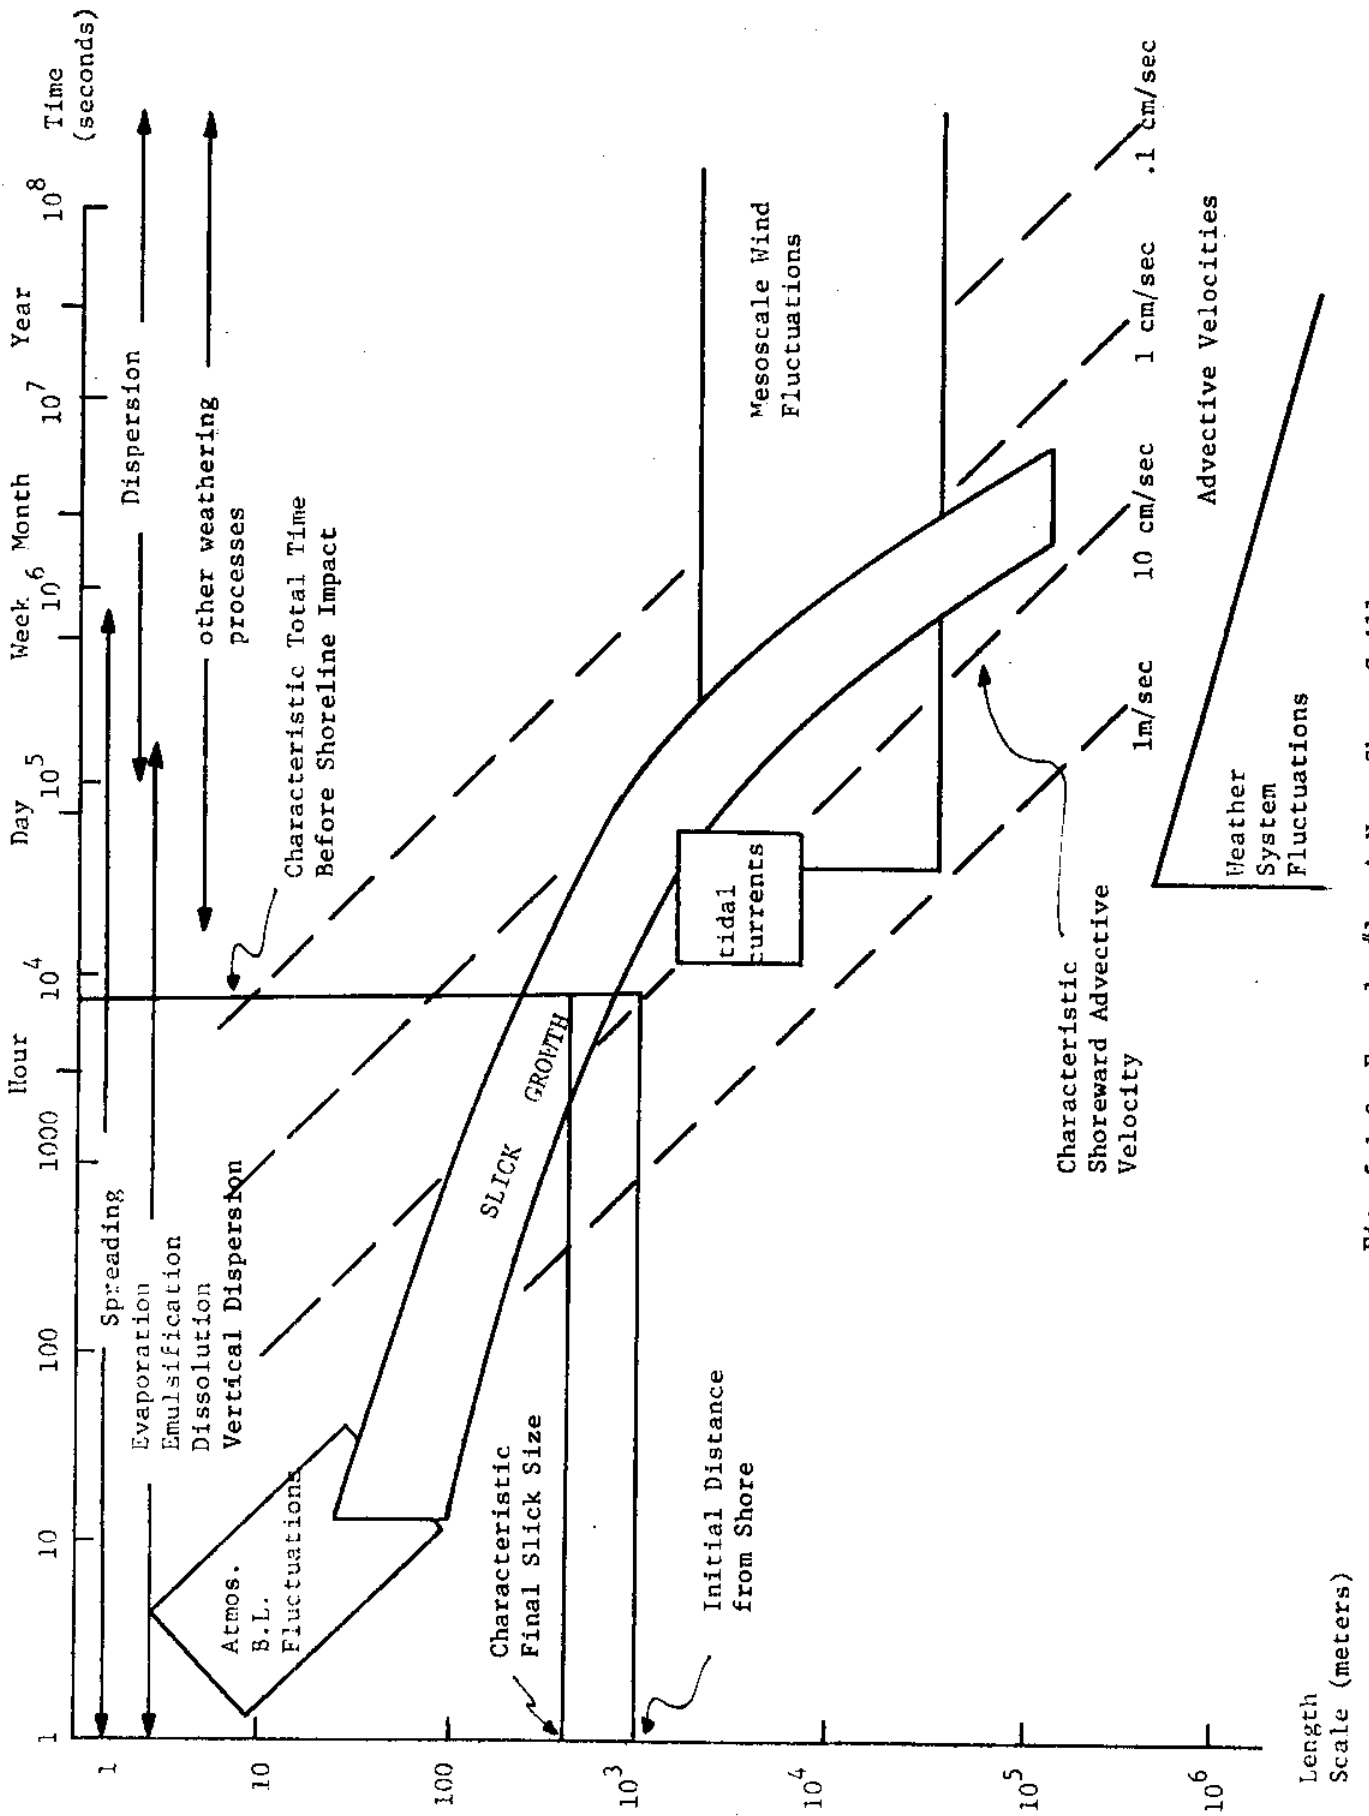 Time
(seconds)
Hour
Day
Week
Month
Year
1
10
100
1000
10^4
10^5
10^6
10^7
10^8
Spreading
Evaporation
Emulsification
Dissolution
Vertical Dispersion
Dispersion
other weathering
processes
Characteristic Total Time
Before Shoreline Impact
Atmos.
B.L.
Fluctuations
SLICK GROWTH
Mesoscale Wind
Fluctuations
tidal
currents
Characteristic
Final Slick Size
Initial Distance
from Shore
Characteristic
Shoreward Advective
Velocity
1m/sec
10 cm/sec
1 cm/sec
.1 cm/sec
Advective Velocities
Weather
System
Fluctuations
1
10
100
10^3
10^4
10^5
10^6
Length
Scale (meters)